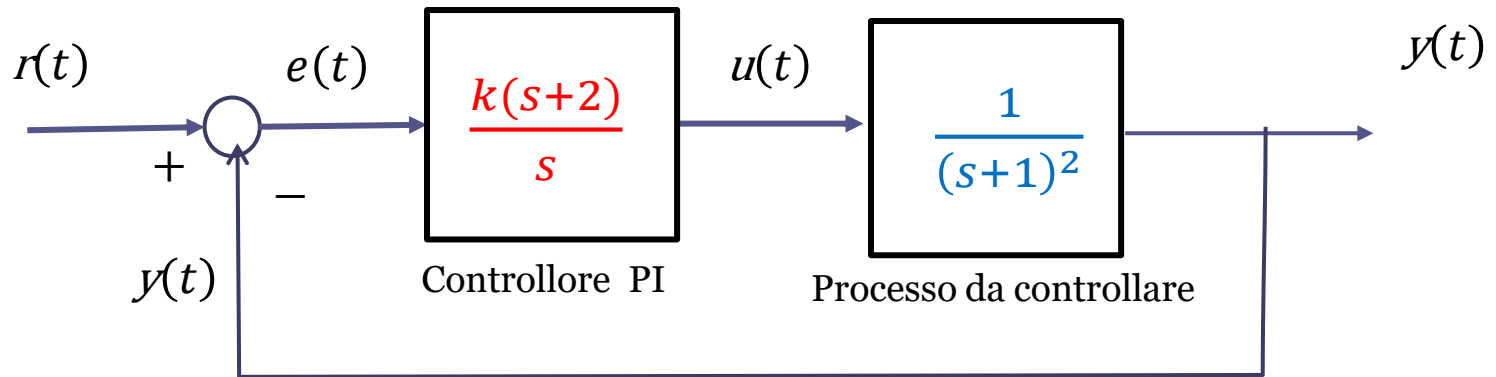 r(t)
e(t)
k(s+2)
s
u(t)
1
(s+1)²
y(t)
+
−
y(t)
Controllore PI
Processo da controllare